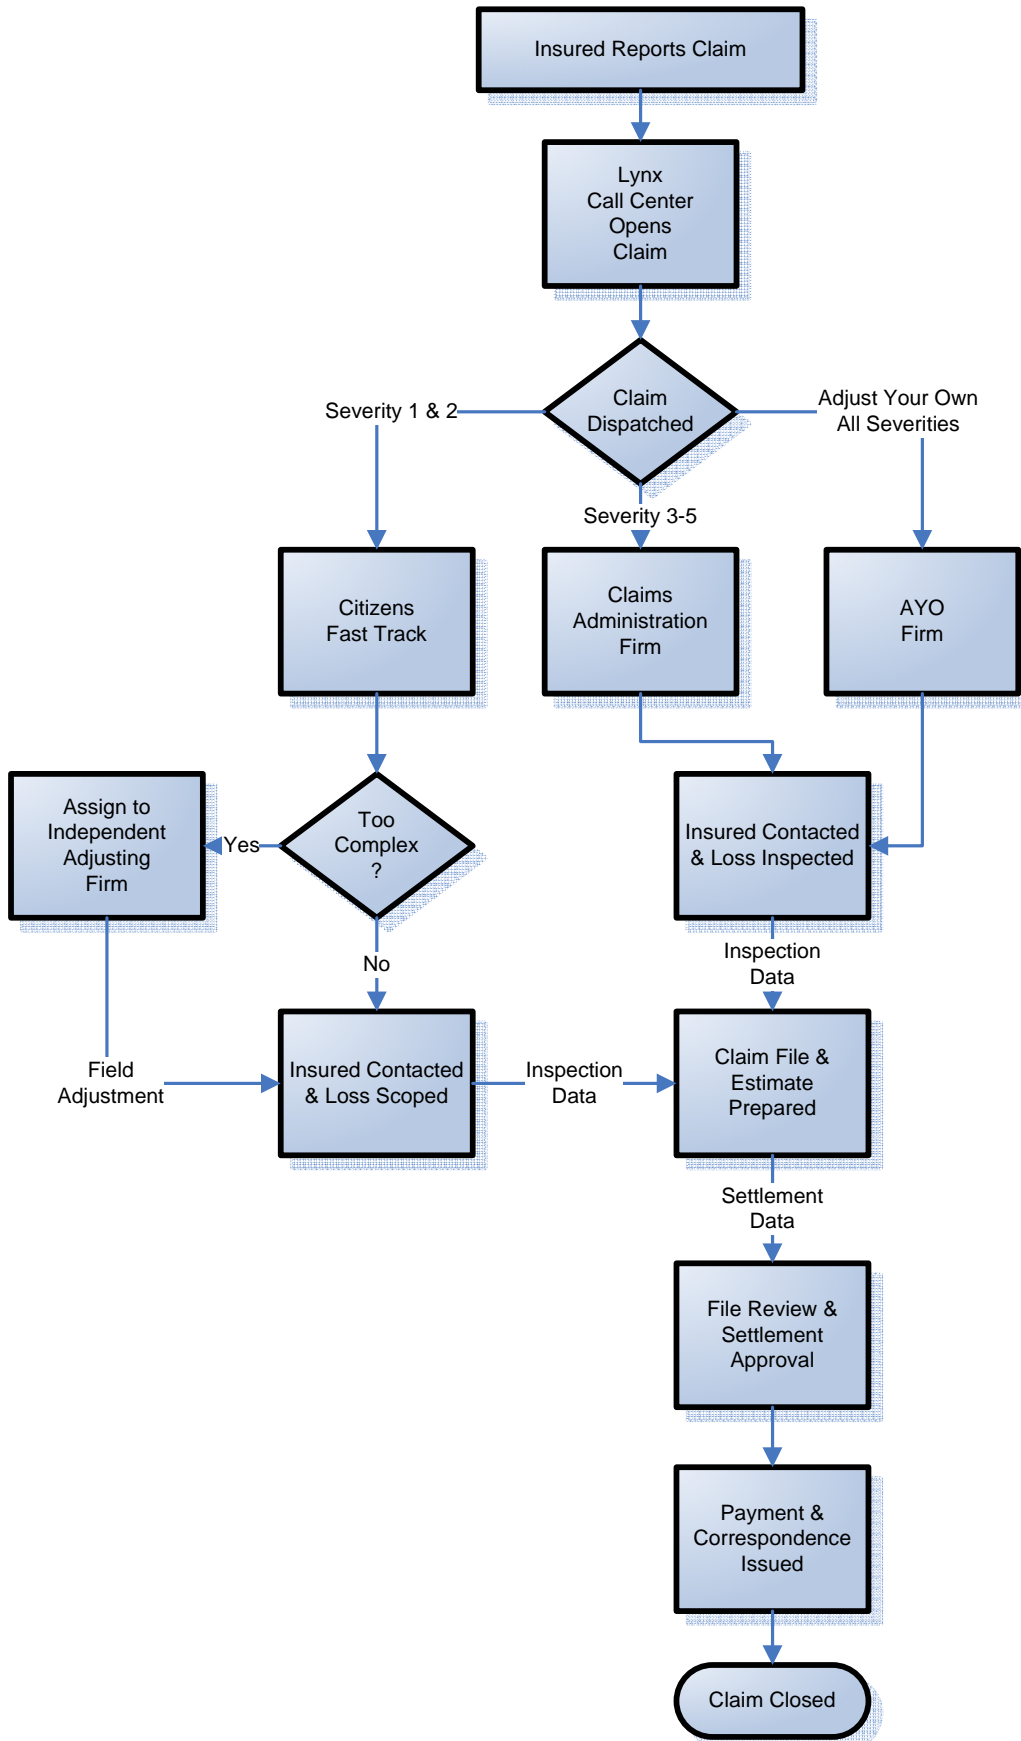 Insured Reports Claim
Lynx
Call Center
Opens
Claim
Claim
Dispatched
Severity 1 & 2
Adjust Your Own
All Severities
Severity 3-5
Citizens
Fast Track
Claims
Administration
Firm
AYO
Firm
Assign to
Independent
Adjusting
Firm
Yes
Too
Complex
?
Insured Contacted
& Loss Inspected
No
Inspection
Data
Field
Adjustment
Insured Contacted
& Loss Scoped
Inspection
Data
Claim File &
Estimate
Prepared
Settlement
Data
File Review &
Settlement
Approval
Payment &
Correspondence
Issued
Claim Closed